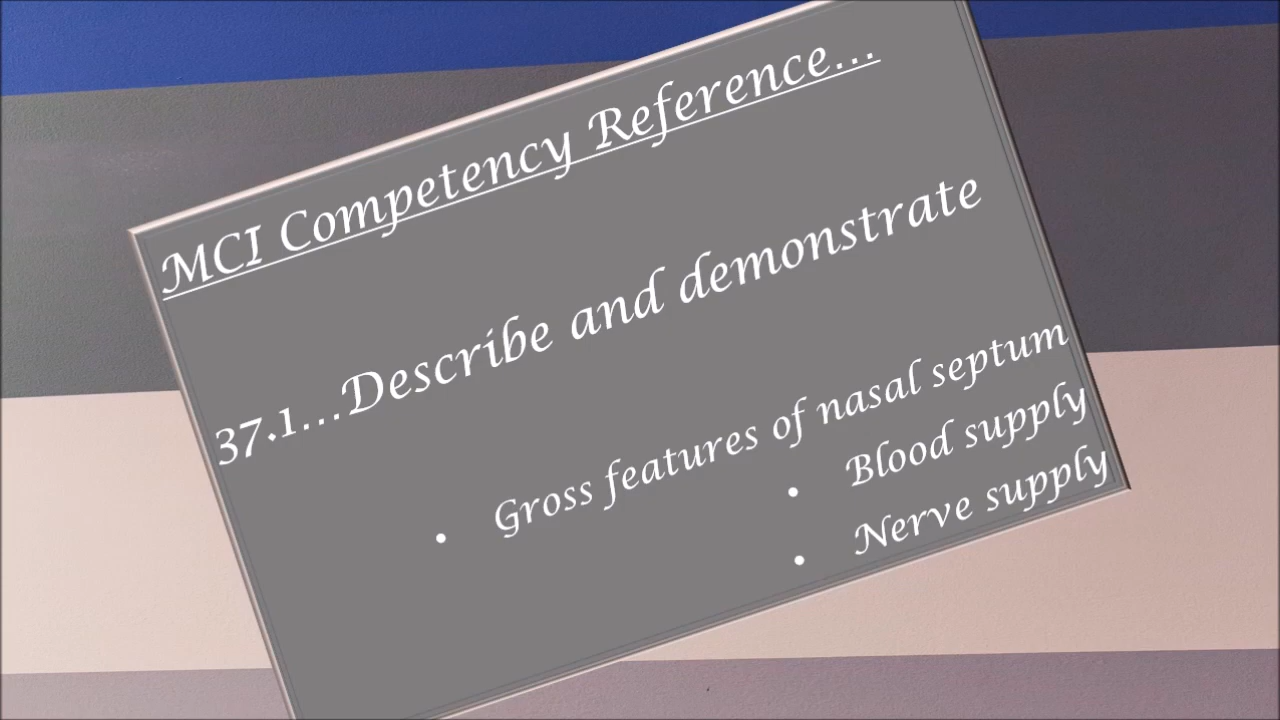 MCI Competency Reference...
37.1...Describe and demonstrate
• Gross features of nasal septum
• Blood supply
• Nerve supply